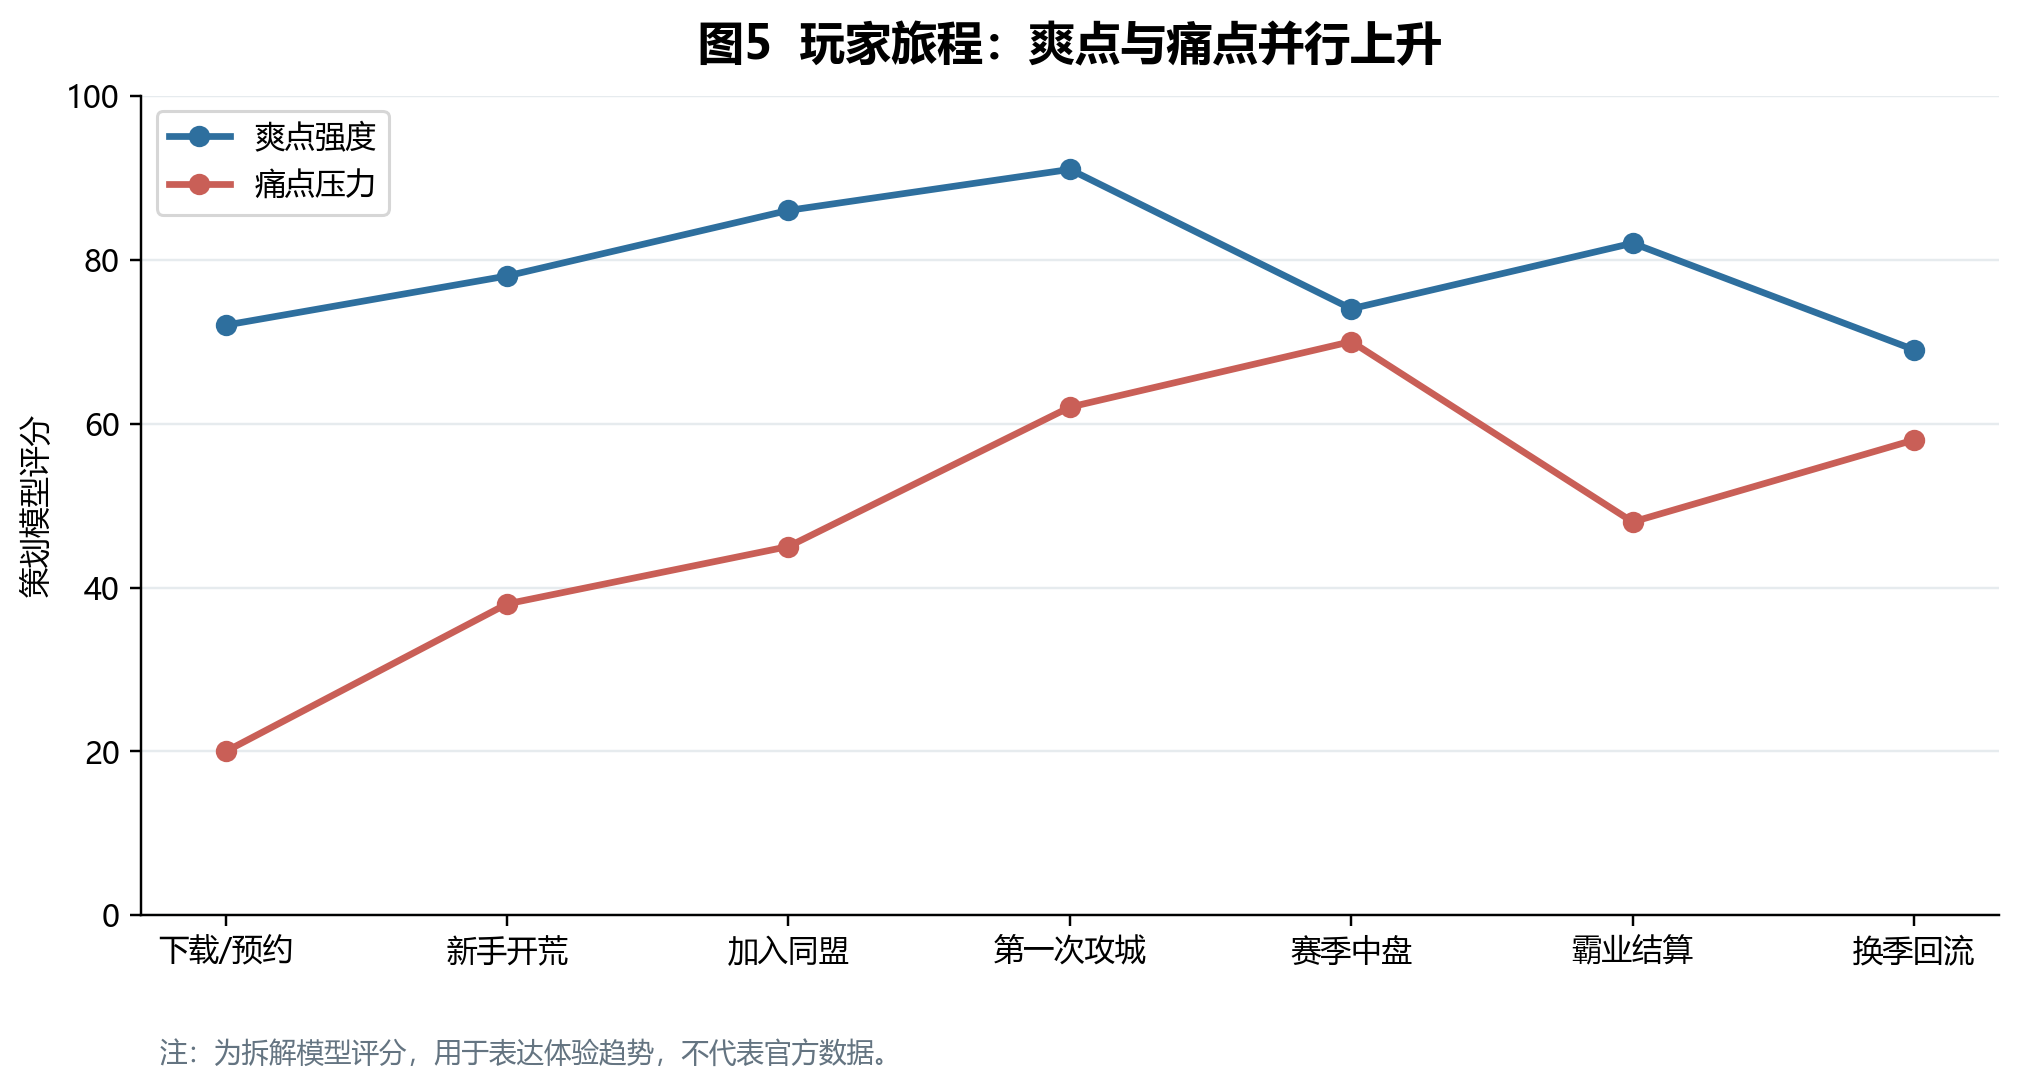 图5 玩家旅程：爽点与痛点并行上升
100
80
60
40
20
0
策划模型评分
爽点强度
痛点压力
下载/预约
新手开荒
加入同盟
第一次攻城
赛季中盘
霸业结算
换季回流
注：为拆解模型评分，用于表达体验趋势，不代表官方数据。